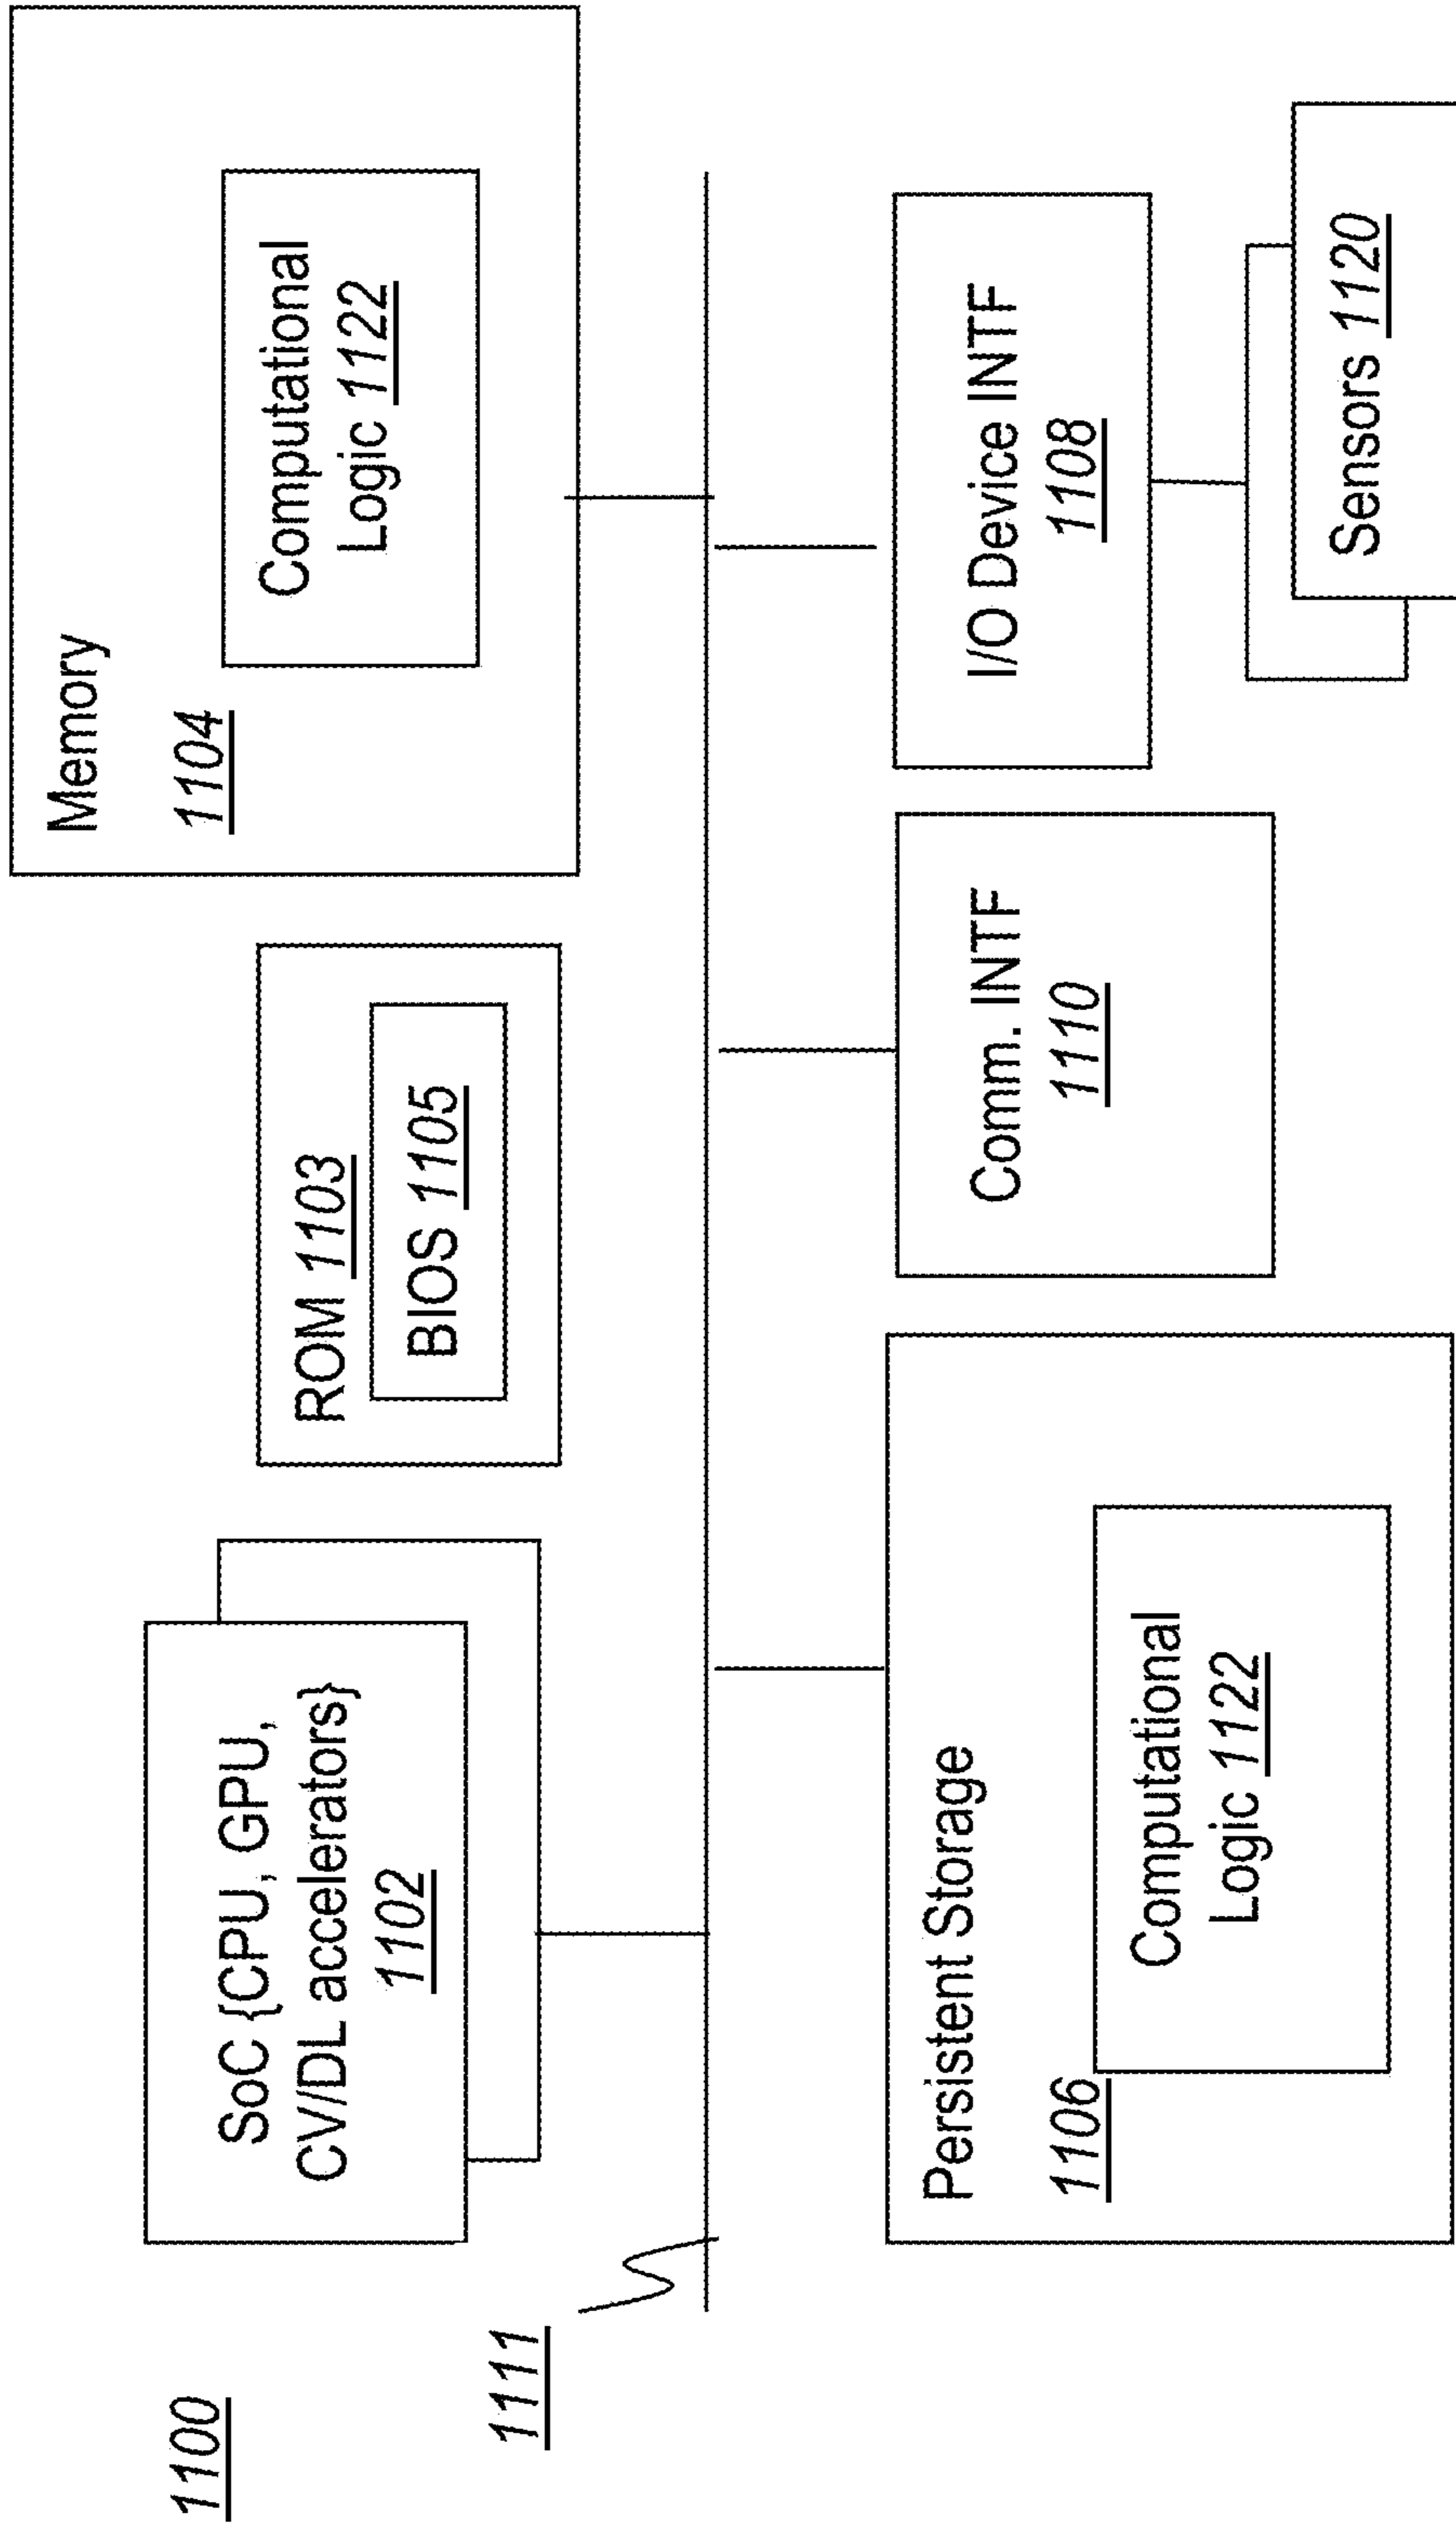 1100
SoC {CPU, GPU,
CV/DL accelerators}
1102
ROM 1103
BIOS 1105
Memory
1104
Computational
Logic 1122
1111
Persistent Storage
1106
Computational
Logic 1122
Comm. INTF
1110
I/O Device INTF
1108
Sensors 1120